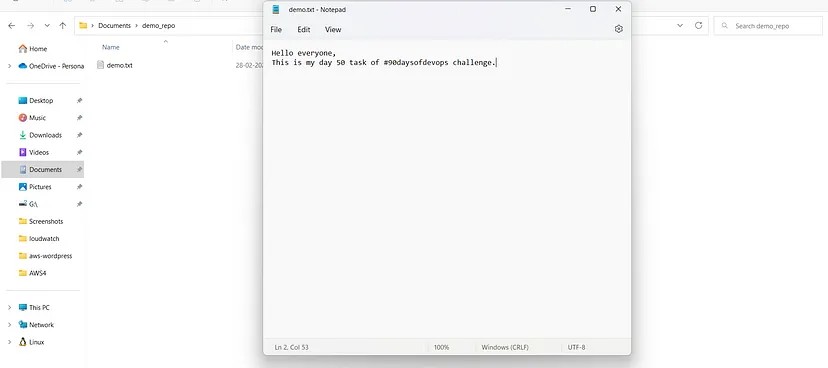 demo.txt - Notepad
File Edit View
Hello everyone,
This is my day 50 task of #90daysofdevops challenge.
Ln 2, Col 53 100% Windows (CRLF) UTF-8
Documents > demo_repo
Search demo_repo
Name Date
demo.txt 28-02-
Home
OneDrive - Persona
Desktop
Music
Downloads
Videos
Documents
Pictures
G:\
Screenshots
loudwatch
aws-wordpress
AWS4
This PC
Network
Linux